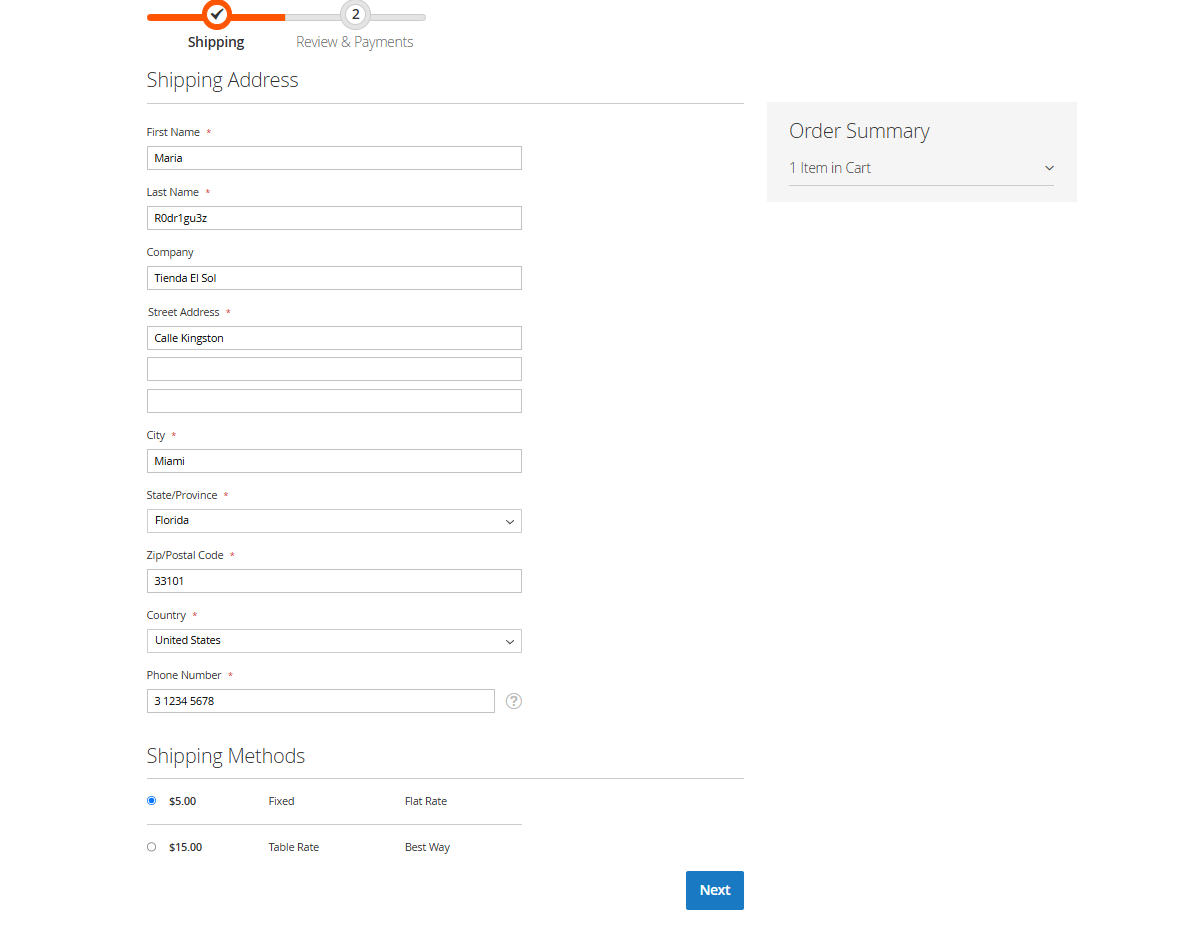 2
Shipping
Review & Payments
Shipping Address
First Name *
Maria
Last Name *
R0dr1gu3z
Company
Tienda El Sol
Street Address *
Calle Kingston
City *
Miami
State/Province *
Florida
Zip/Postal Code *
33101
Country *
United States
Phone Number *
3 1234 5678
?
Shipping Methods
$5.00 Fixed Flat Rate
$15.00 Table Rate Best Way
Next
Order Summary
1 Item in Cart